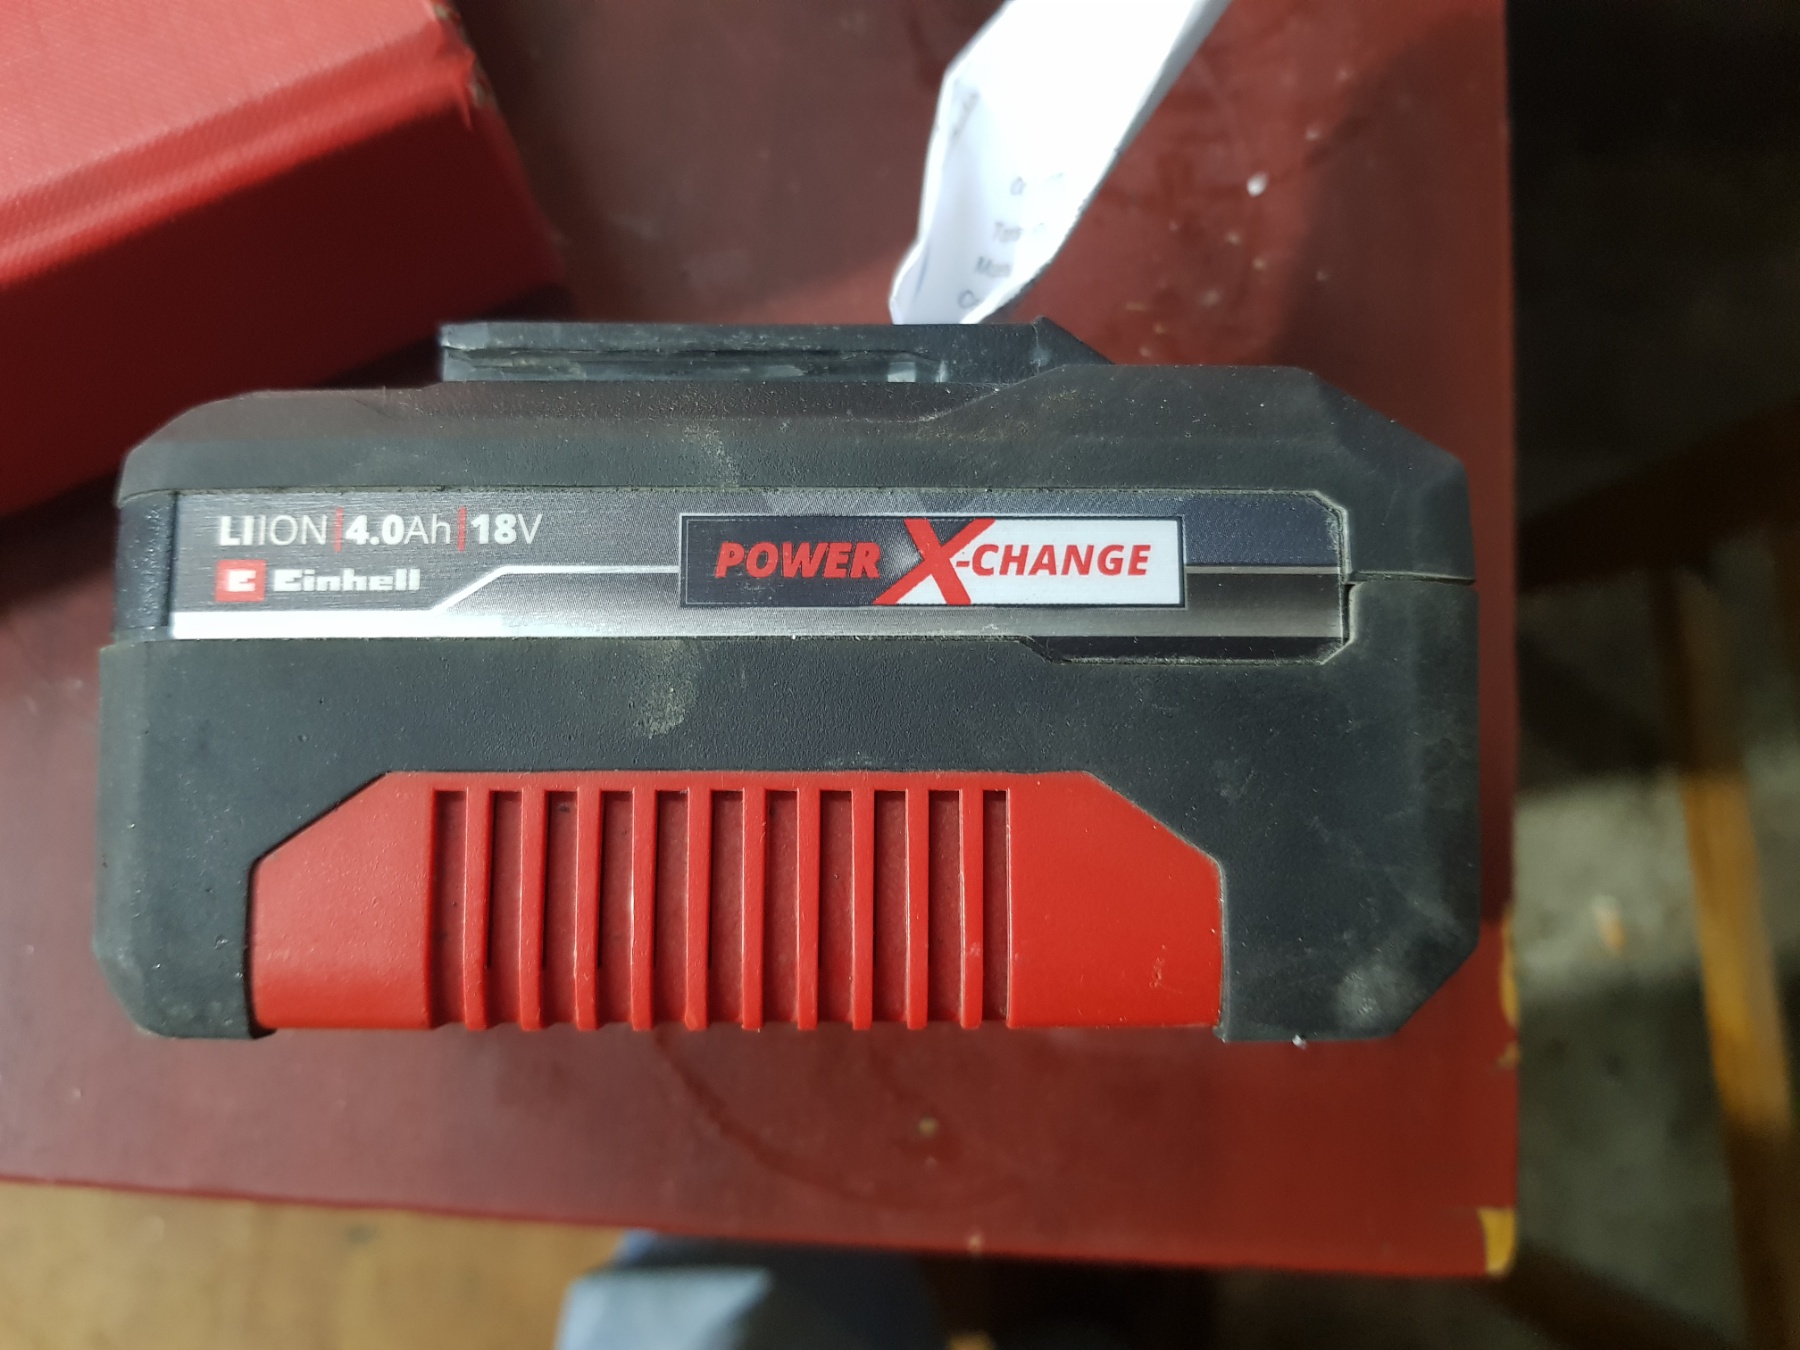 LIION|4.0Ah|18V
E Einhell
POWER X-CHANGE